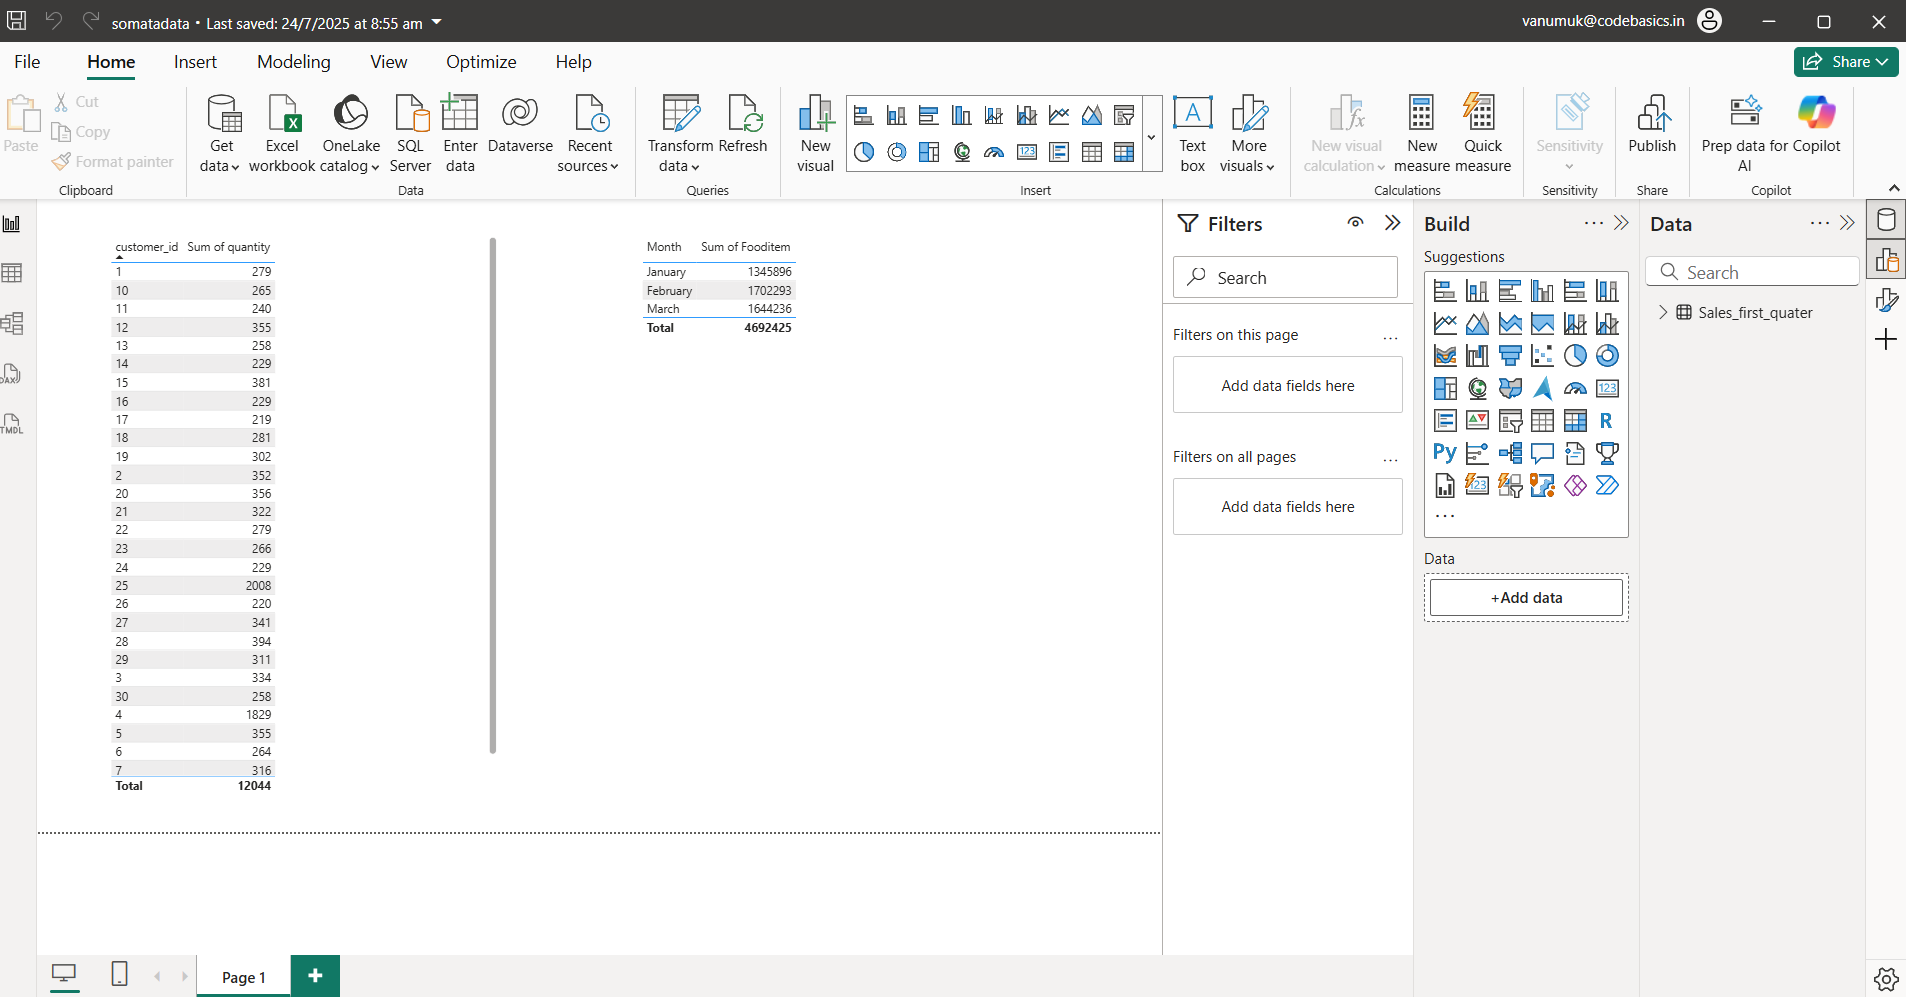 somatadata • Last saved: 24/7/2025 at 8:55 am
vanumuk@codebasics.in
File Home Insert Modeling View Optimize Help
Share
Paste
Cut
Copy
Format painter
Clipboard
Get data
Excel workbook
OneLake catalog
SQL Server
Enter data
Dataverse
Recent sources
Data
Transform data
Refresh
Queries
New visual
Text box
More visuals
Insert
New visual calculation
New measure
Quick measure
Calculations
Sensitivity
Sensitivity
Publish
Share
Prep data for AI
Copilot
Copilot
DAX
TMDL
customer_id Sum of quantity
1 279
10 265
11 240
12 355
13 258
14 229
15 381
16 229
17 219
18 281
19 302
2 352
20 356
21 322
22 279
23 266
24 229
25 2008
26 220
27 341
28 394
29 311
3 334
30 258
4 1829
5 355
6 264
7 316
Total 12044
Month Sum of Fooditem
January 1345896
February 1702293
March 1644236
Total 4692425
Filters
Search
Filters on this page
Add data fields here
Filters on all pages
Add data fields here
Build
Suggestions
123
R
Py
123
Data
+Add data
Data
Search
Sales_first_quater
Page 1